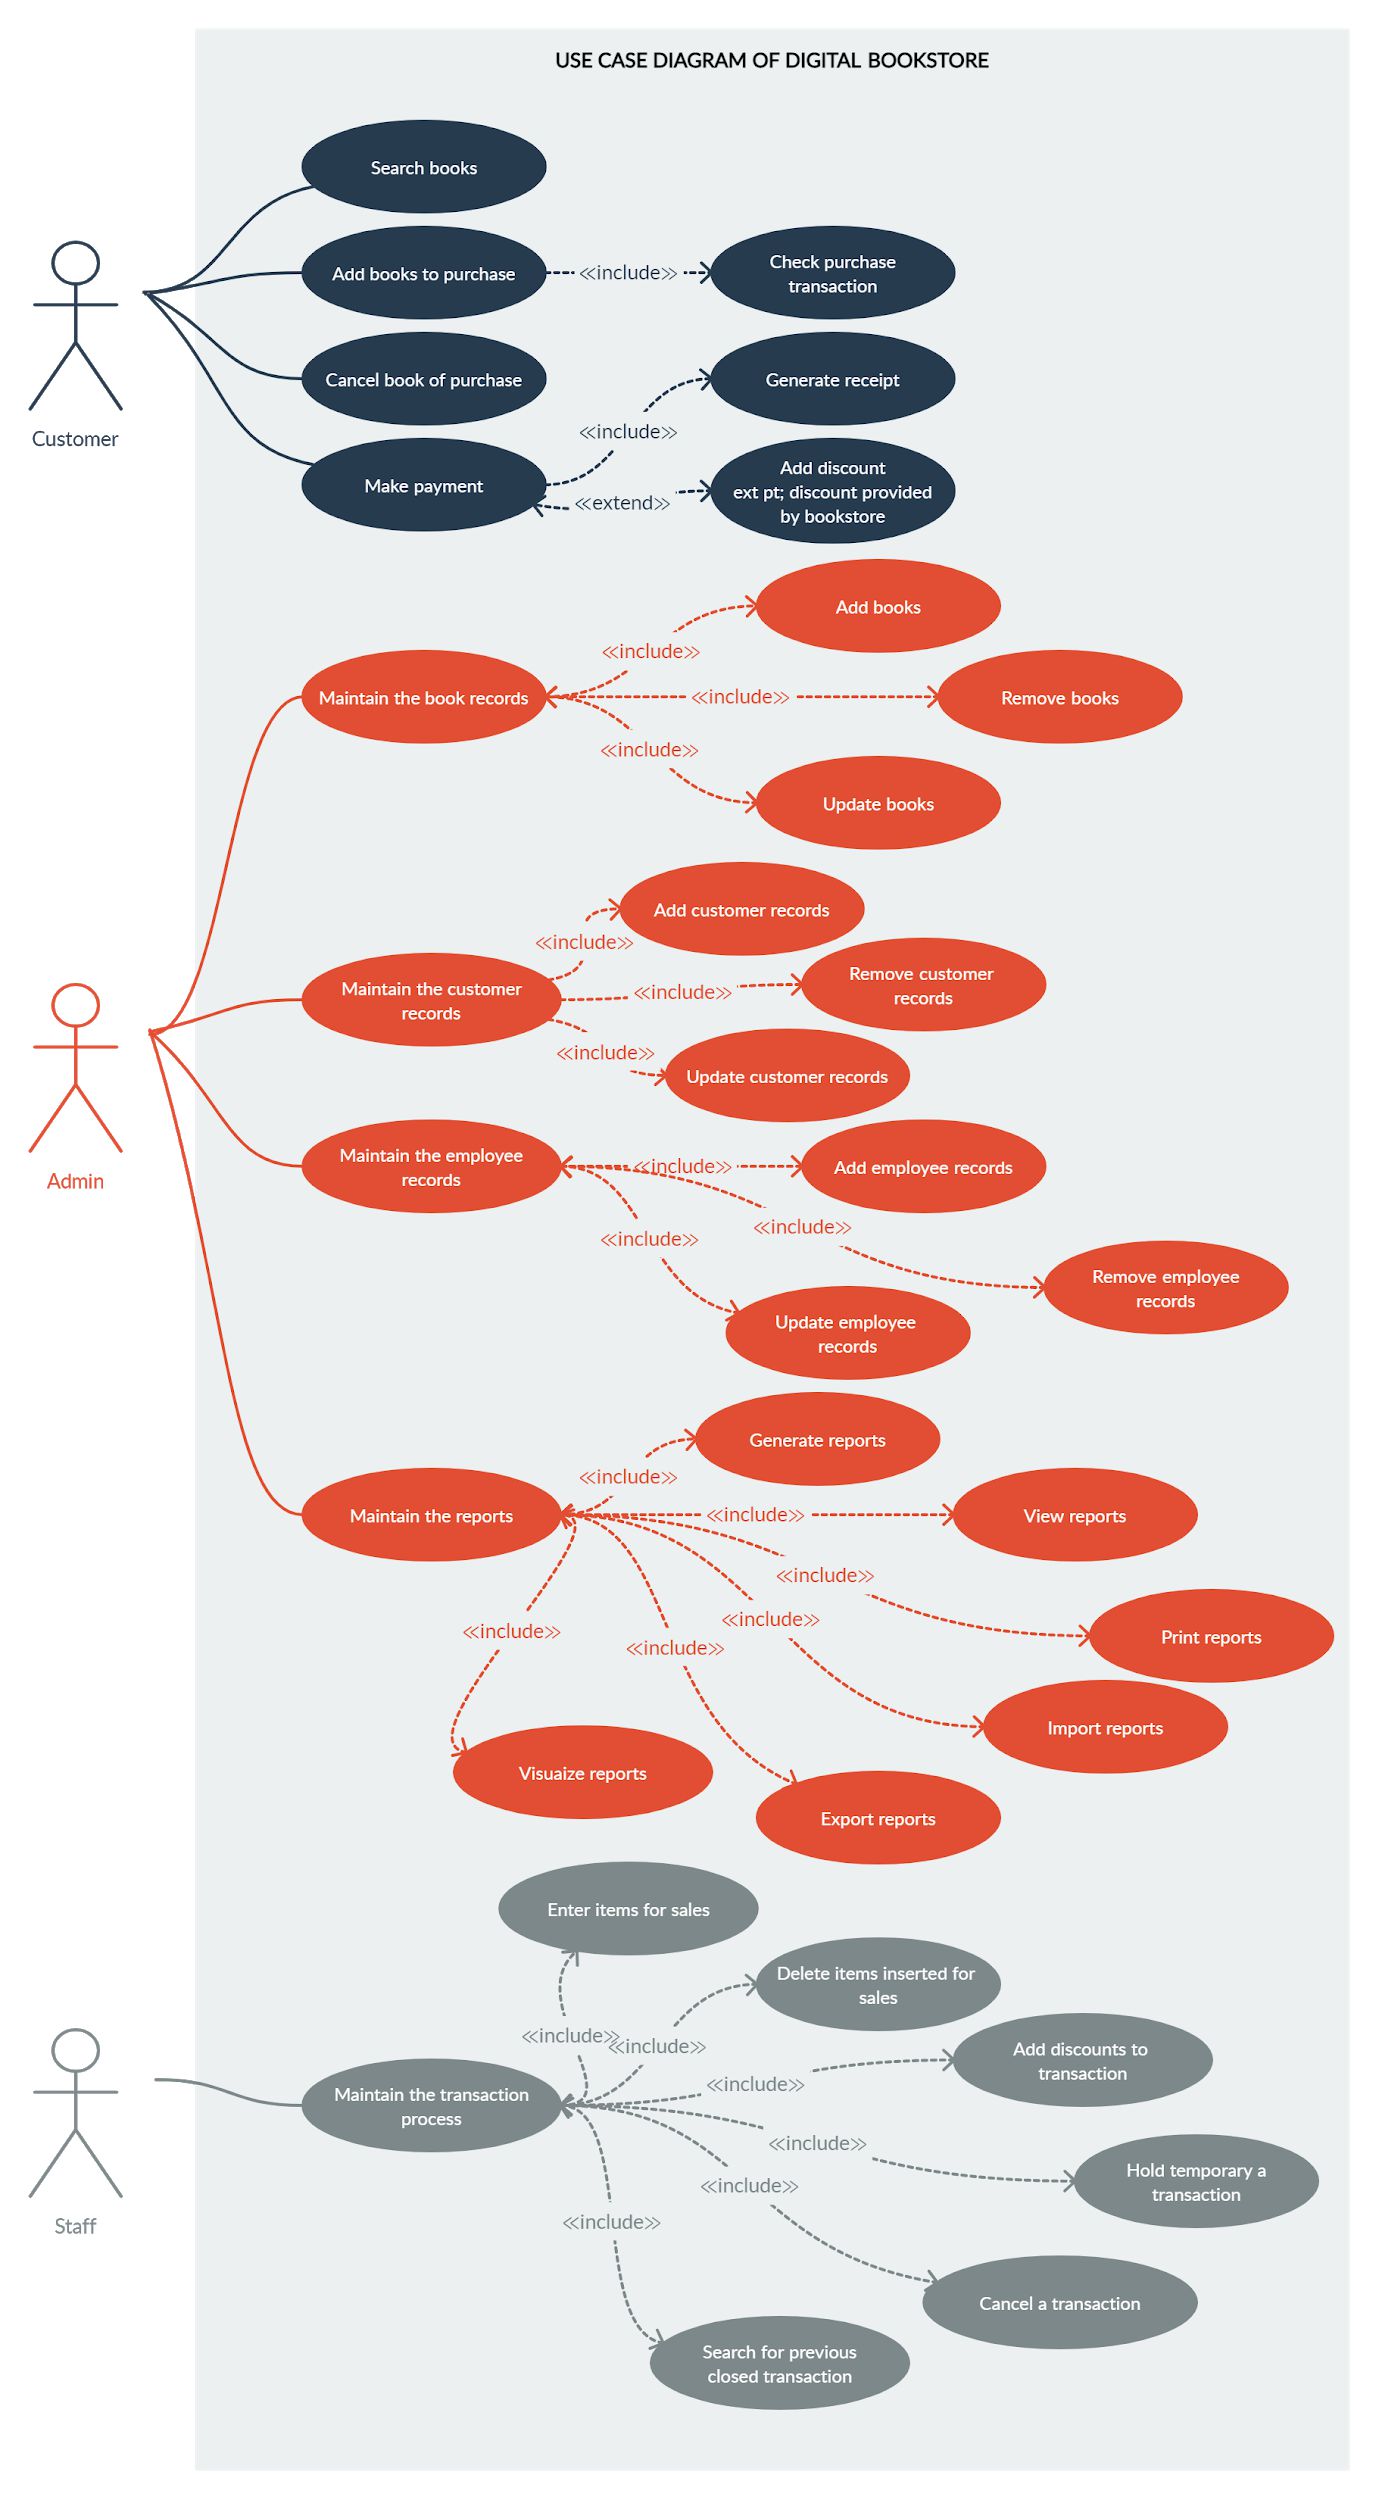 USE CASE DIAGRAM OF DIGITAL BOOKSTORE
Search books
Add books to purchase
<<include>>
Check purchase
transaction
Customer
Cancel book of purchase
Generate receipt
<<include>>
Make payment
<<extend>>
Add discount
ext pt; discount provided
by bookstore
Add books
<<include>>
Maintain the book records
<<include>>
Remove books
<<include>>
Update books
Add customer records
<<include>>
Maintain the customer
records
<<include>>
Remove customer
records
<<include>>
Update customer records
Admin
Maintain the employee
records
<<include>>
Add employee records
<<include>>
<<include>>
Remove employee
records
Update employee
records
Generate reports
<<include>>
Maintain the reports
<<include>>
View reports
<<include>>
<<include>>
<<include>>
<<include>>
Print reports
Import reports
Visuaize reports
Export reports
Enter items for sales
Delete items inserted for
sales
<<include>>
<<include>>
Add discounts to
transaction
<<include>>
Maintain the transaction
process
<<include>>
Hold temporary a
transaction
<<include>>
<<include>>
Staff
Cancel a transaction
Search for previous
closed transaction